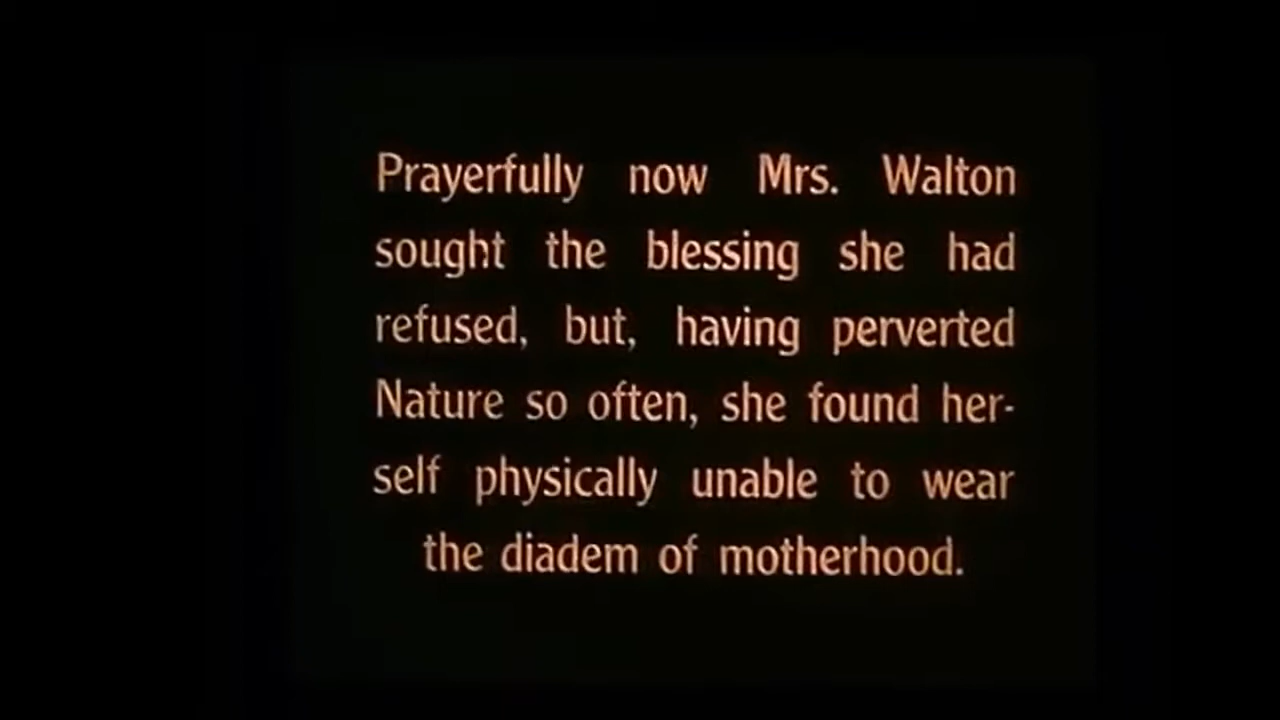 Prayerfully now Mrs. Walton
sought the blessing she had
refused, but, having perverted
Nature so often, she found her-
self physically unable to wear
the diadem of motherhood.